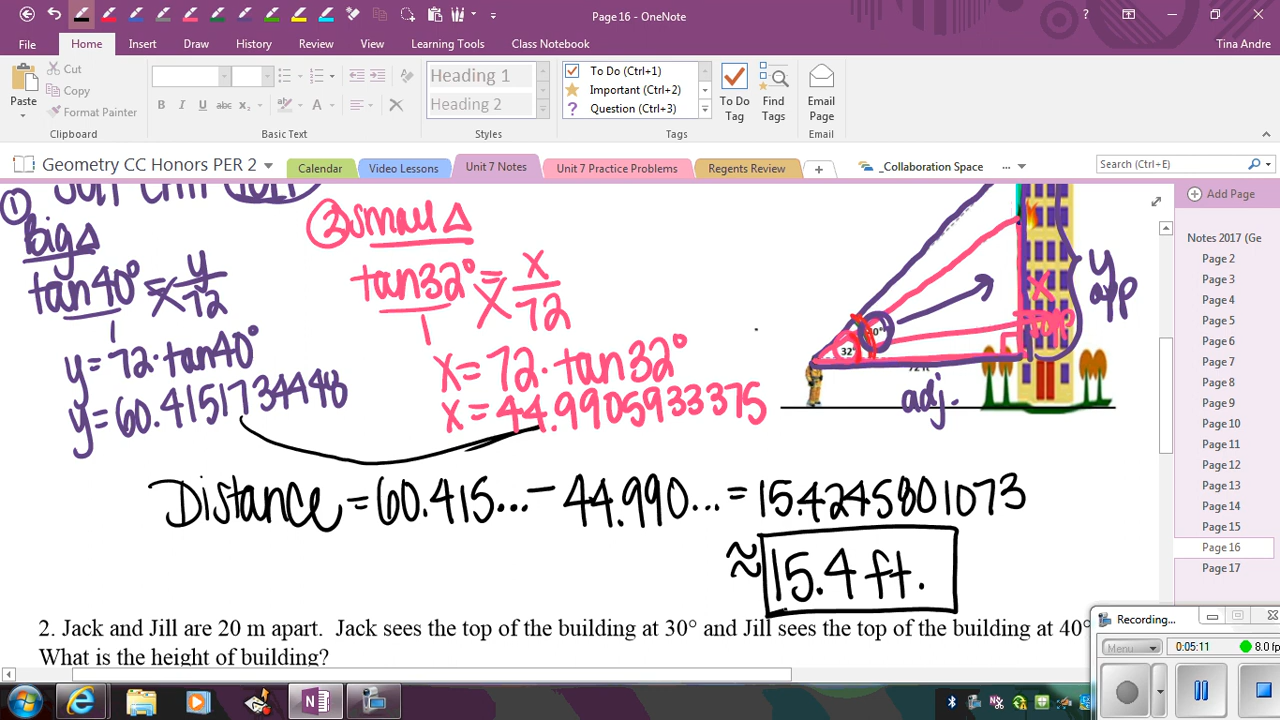 Page 16 - OneNote
?
File Home Insert Draw History Review View Learning Tools Class Notebook
Tina Andre
Paste
Cut
Copy
Format Painter
Clipboard
B I U abc x₂ A
Basic Text
Heading 1
Heading 2
Styles
To Do (Ctrl+1)
Important (Ctrl+2)
Question (Ctrl+3)
To Do Tag
Find Tags
Tags
Email Page
Email
Geometry CC Honors PER 2
Calendar Video Lessons Unit 7 Notes Unit 7 Practice Problems Regents Review + _Collaboration Space ...
Search (Ctrl+E)
Add Page
Notes 2017 (Ge
Page 2
Page 3
Page 4
Page 5
Page 6
Page 7
Page 8
Page 9
Page 10
Page 11
Page 12
Page 13
Page 14
Page 15
Page 16
Page 17
①
Big Δ
tan40° = y
1 72
y = 72·tan40°
y = 60.4151734448
② small Δ
tan32° = x
1 72
x = 72·tan32°
x = 44.9905933375
32°
x
opp
y
opp
adj.
Distance = 60.415... − 44.990... = 15.4245801073
≈ 15.4 ft.
2. Jack and Jill are 20 m apart. Jack sees the top of the building at 30° and Jill sees the top of the building at 40°
What is the height of building?
Recording...
Menu
0:05:11
8.0 f